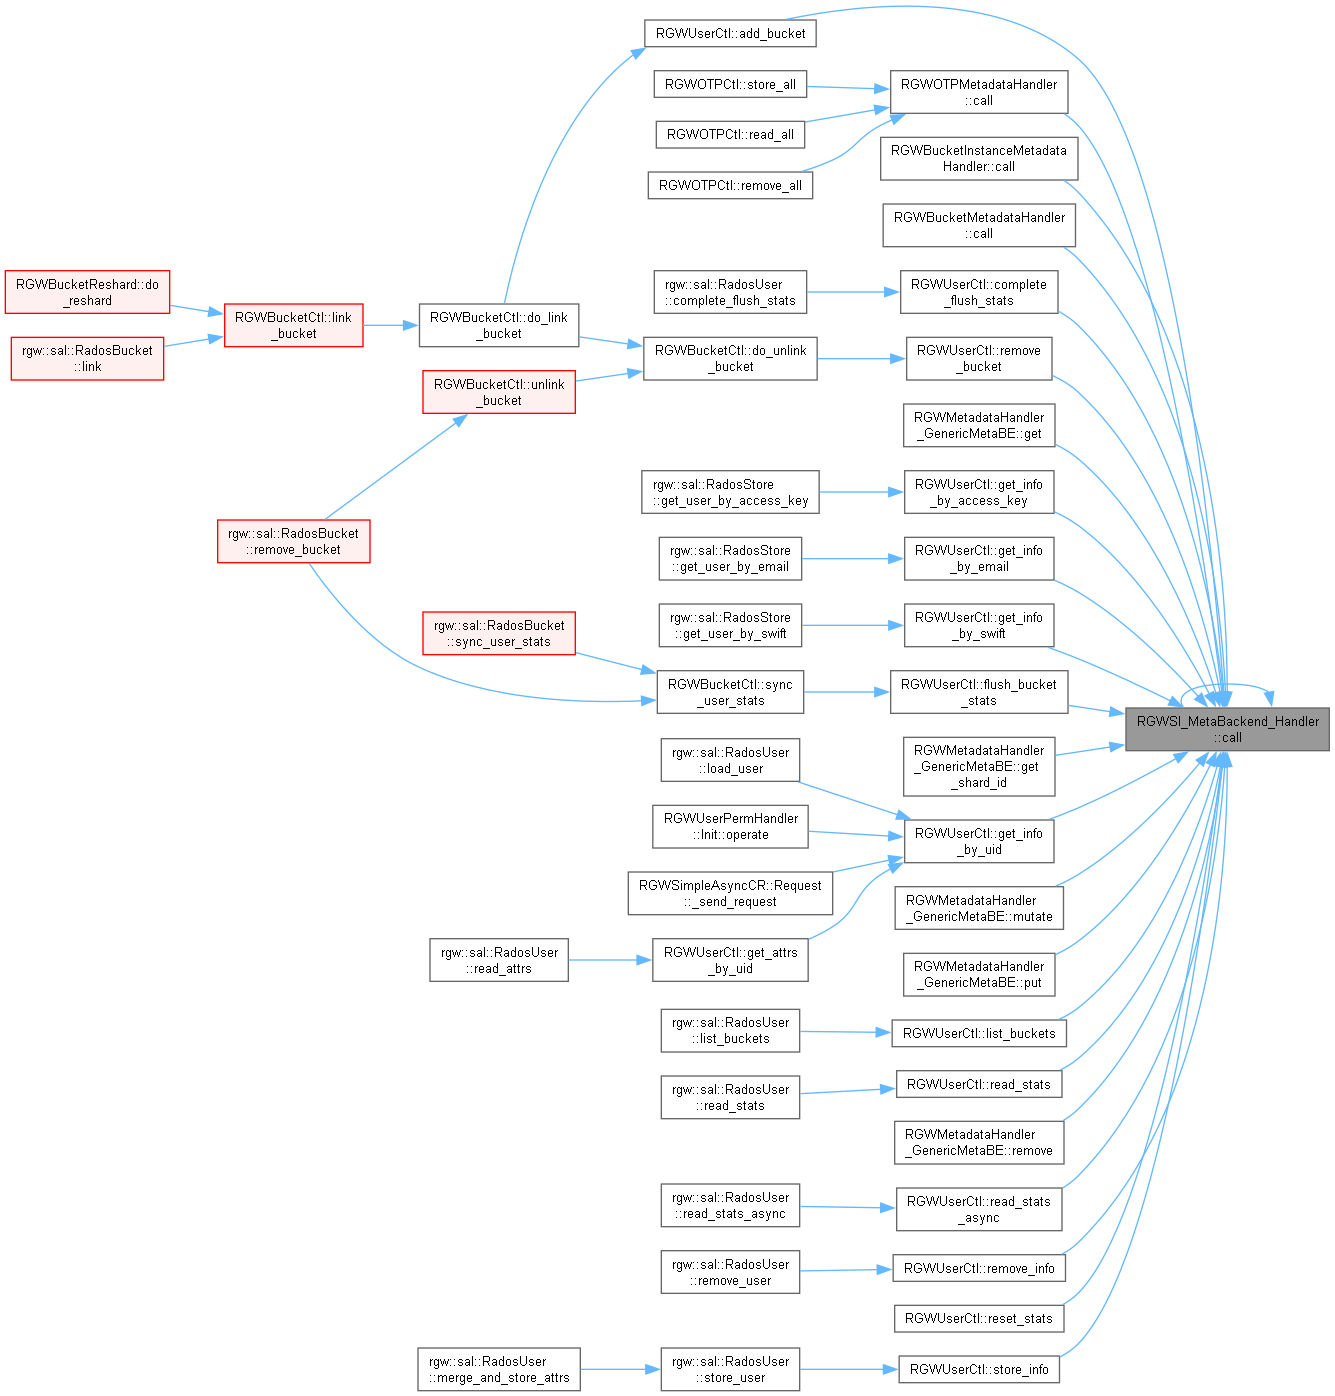 RGWUserCtl::add_bucket
RGWOTPCtl::store_all
RGWOTPMetadataHandler
::call
RGWOTPCtl::read_all
RGWOTPCtl::remove_all
RGWBucketInstanceMetadata
Handler::call
RGWBucketMetadataHandler
::call
RGWBucketReshard::do
_reshard
rgw::sal::RadosBucket
::link
RGWBucketCtl::link
_bucket
RGWBucketCtl::do_link
_bucket
rgw::sal::RadosUser
::complete_flush_stats
RGWUserCtl::complete
_flush_stats
RGWBucketCtl::unlink
_bucket
RGWBucketCtl::do_unlink
_bucket
RGWUserCtl::remove
_bucket
RGWMetadataHandler
_GenericMetaBE::get
rgw::sal::RadosStore
::get_user_by_access_key
RGWUserCtl::get_info
_by_access_key
rgw::sal::RadosBucket
::remove_bucket
rgw::sal::RadosStore
::get_user_by_email
RGWUserCtl::get_info
_by_email
rgw::sal::RadosBucket
::sync_user_stats
rgw::sal::RadosStore
::get_user_by_swift
RGWUserCtl::get_info
_by_swift
RGWBucketCtl::sync
_user_stats
RGWUserCtl::flush_bucket
_stats
RGWSI_MetaBackend_Handler
::call
rgw::sal::RadosUser
::load_user
RGWMetadataHandler
_GenericMetaBE::get
_shard_id
RGWUserPermHandler
::Init::operate
RGWUserCtl::get_info
_by_uid
RGWSimpleAsyncCR::Request
::_send_request
RGWMetadataHandler
_GenericMetaBE::mutate
rgw::sal::RadosUser
::read_attrs
RGWUserCtl::get_attrs
_by_uid
RGWMetadataHandler
_GenericMetaBE::put
rgw::sal::RadosUser
::list_buckets
RGWUserCtl::list_buckets
rgw::sal::RadosUser
::read_stats
RGWUserCtl::read_stats
RGWMetadataHandler
_GenericMetaBE::remove
rgw::sal::RadosUser
::read_stats_async
RGWUserCtl::read_stats
_async
rgw::sal::RadosUser
::remove_user
RGWUserCtl::remove_info
RGWUserCtl::reset_stats
rgw::sal::RadosUser
::merge_and_store_attrs
rgw::sal::RadosUser
::store_user
RGWUserCtl::store_info